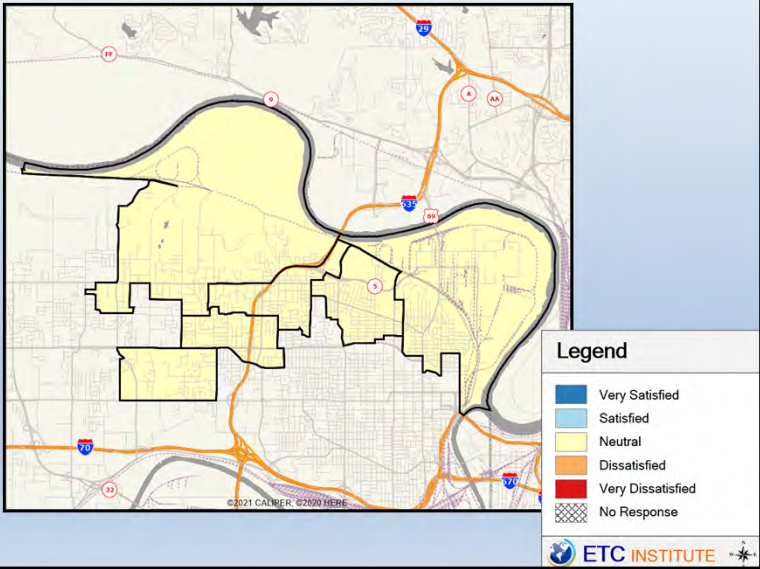 29
FF
A
AA
9
635
69
5
Legend
Very Satisfied
Satisfied
Neutral
Dissatisfied
Very Dissatisfied
No Response
70
670
32
©2021 CALIPER; ©2020 HERE
N
W
E
S
ETC INSTITUTE